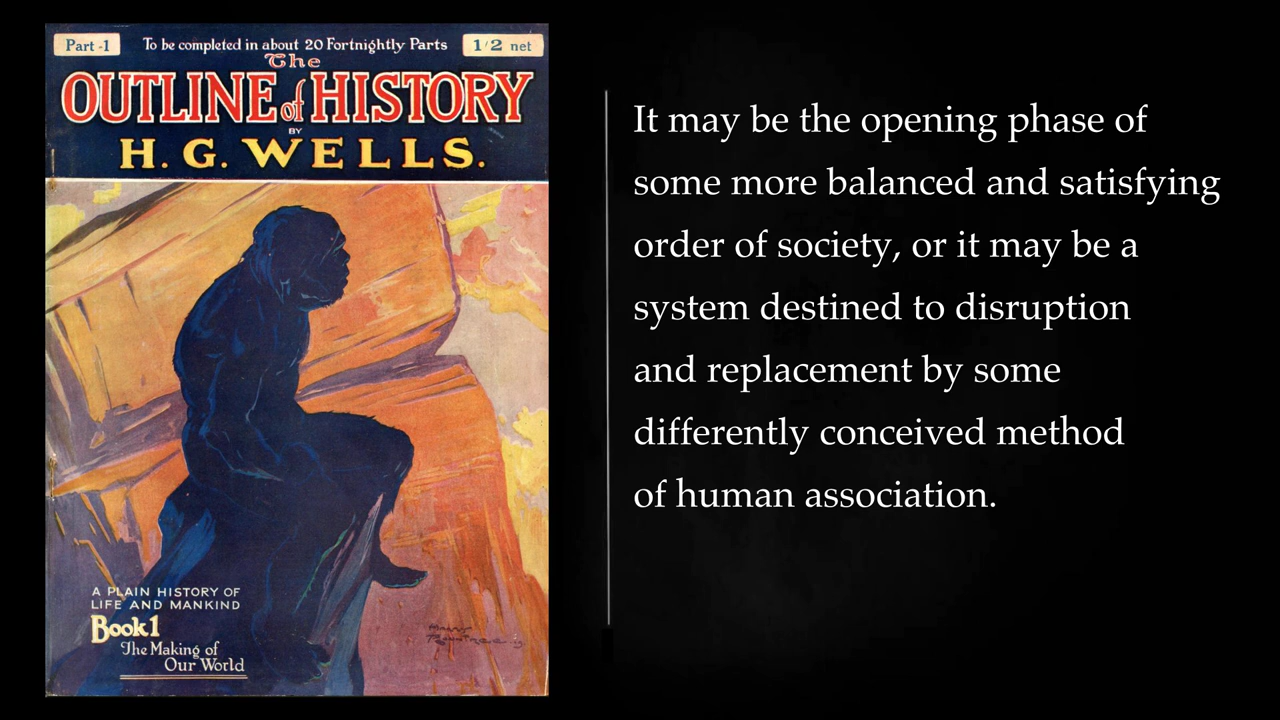 Part -1
To be completed in about 20 Fortnightly Parts
1/2 net
The
OUTLINE of HISTORY
BY
H. G. WELLS.
A PLAIN HISTORY OF
LIFE AND MANKIND
Book 1
The Making of
Our World
It may be the opening phase of
some more balanced and satisfying
order of society, or it may be a
system destined to disruption
and replacement by some
differently conceived method
of human association.